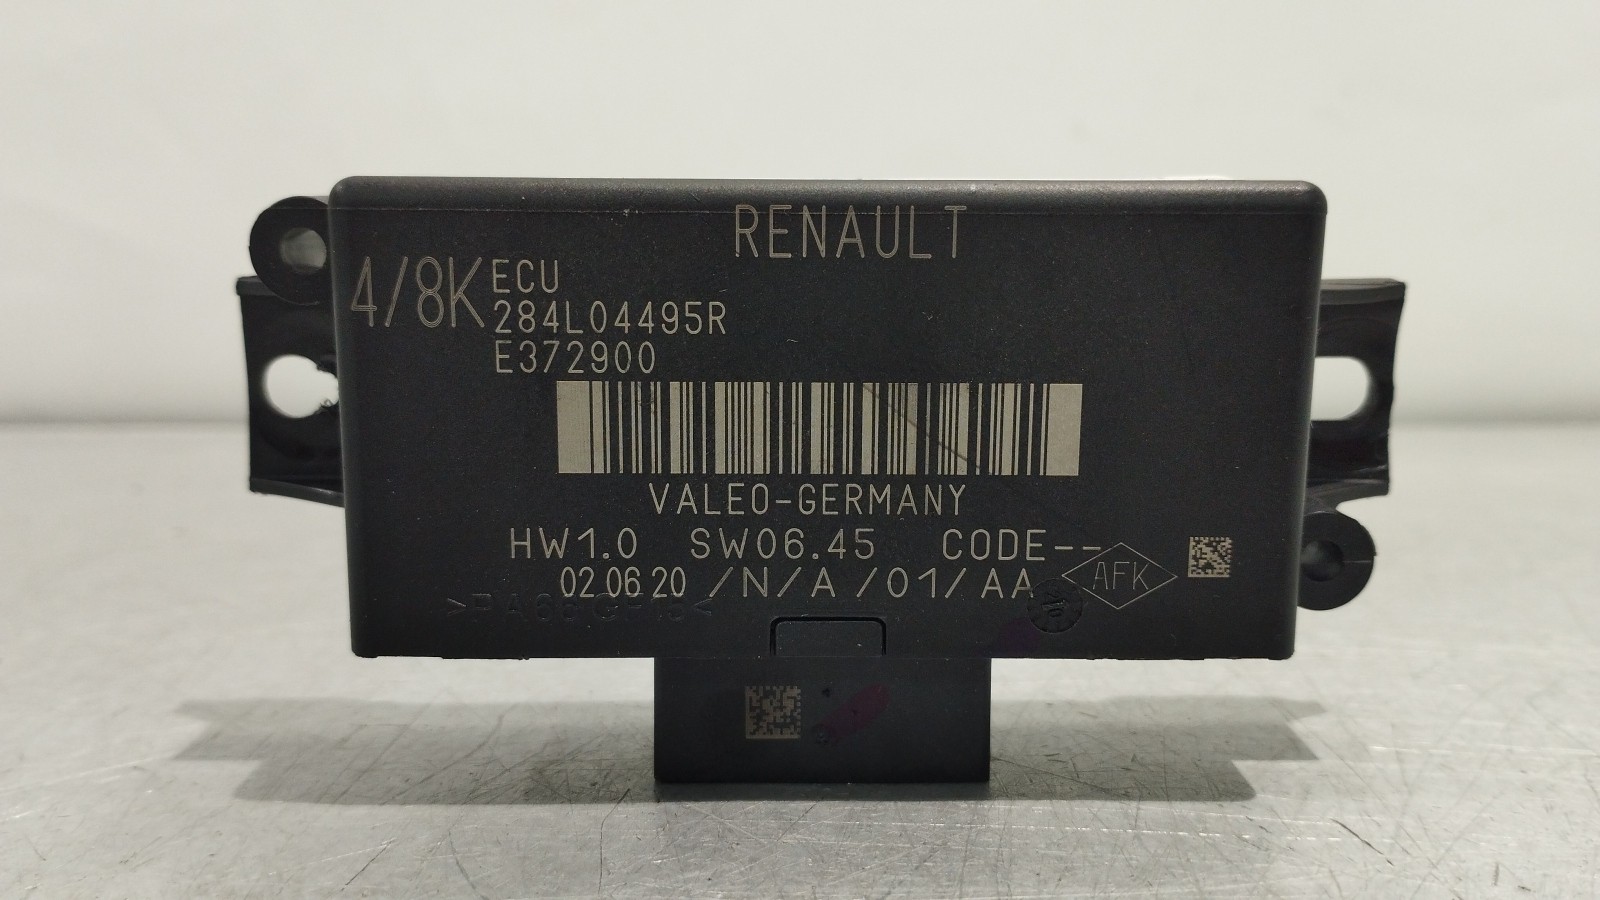 RENAULT
4/8K
ECU
284L04495R
E372900
VALEO-GERMANY
HW1.0 SW06.45 CODE--
02.06.20 /N/A/01/AA
AFK